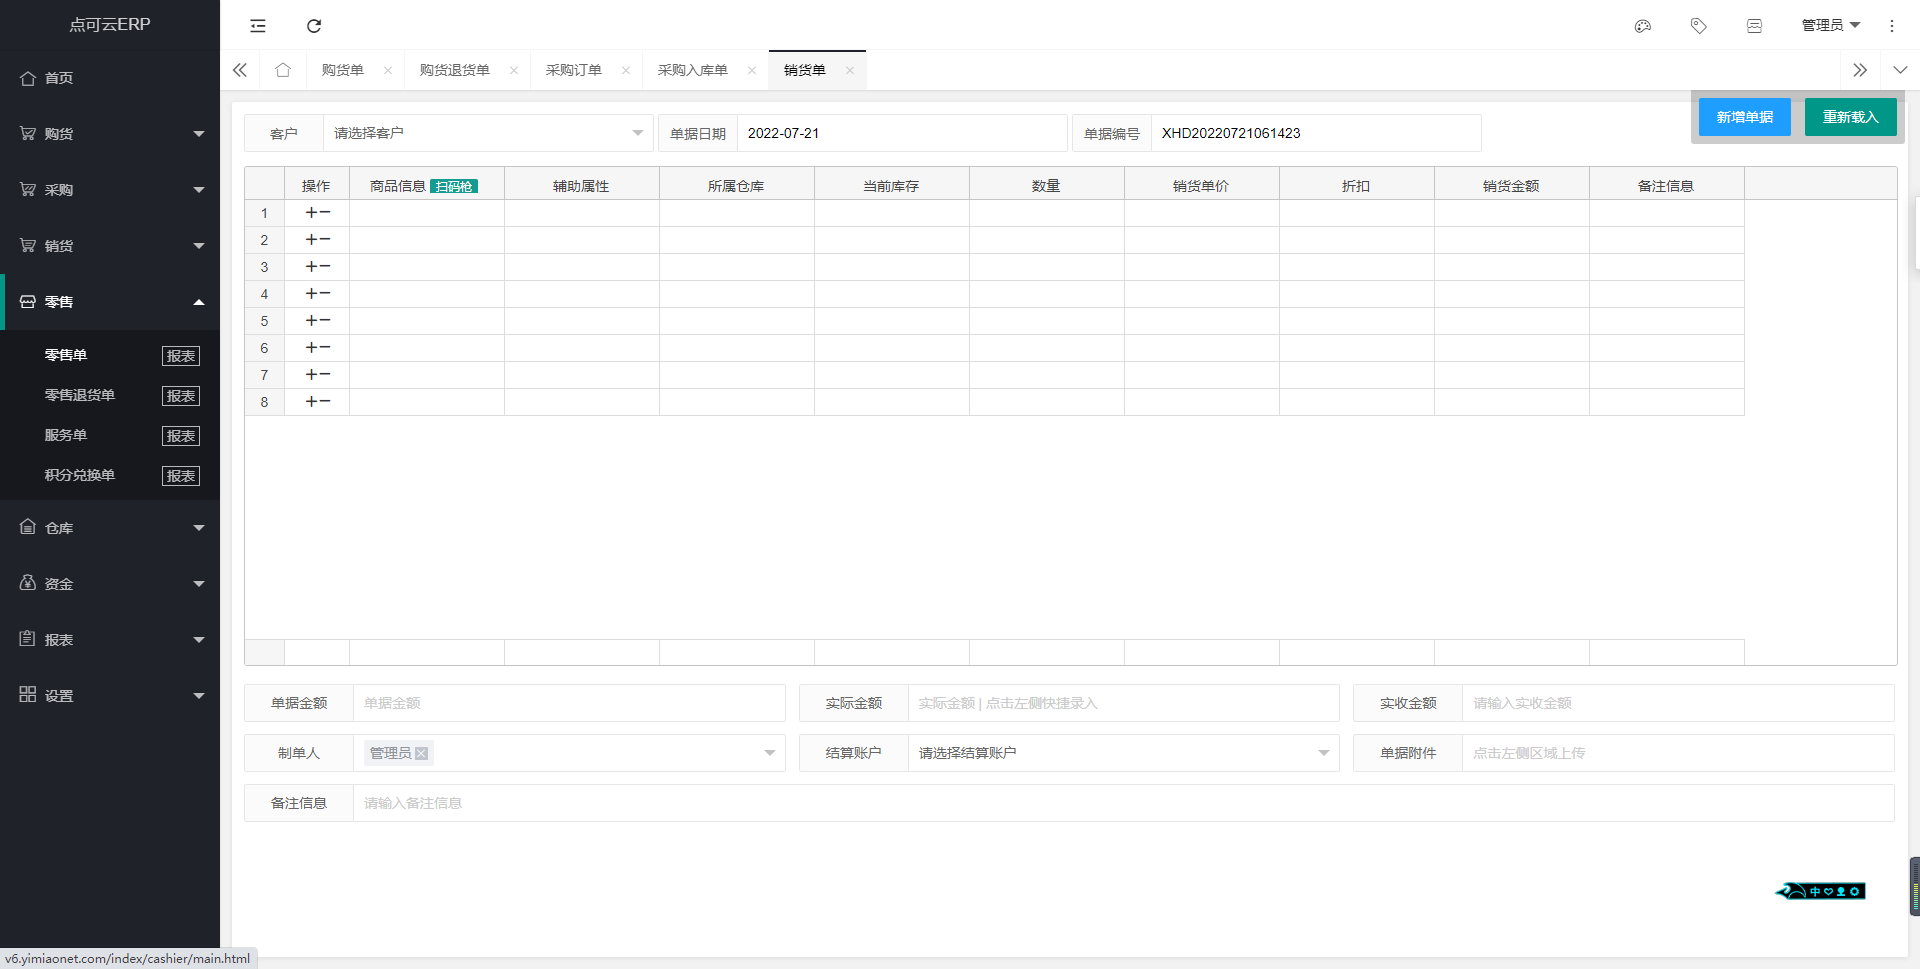 点可云ERP
管理员
首页
购货
采购
销货
零售
零售单 报表
零售退货单 报表
服务单 报表
积分兑换单 报表
仓库
资金
报表
设置
购货单 购货退货单 采购订单 采购入库单 销货单
新增单据 重新载入
客户 请选择客户 单据日期 2022-07-21 单据编号 XHD20220721061423
操作 商品信息 扫码枪 辅助属性 所属仓库 当前库存 数量 销货单价 折扣 销货金额 备注信息
1
2
3
4
5
6
7
8
单据金额 单据金额 实际金额 实际金额 | 点击左侧快捷录入 实收金额 请输入实收金额
制单人 管理员 结算账户 请选择结算账户 单据附件 点击左侧区域上传
备注信息 请输入备注信息
中
v6.yimiaonet.com/index/cashier/main.html